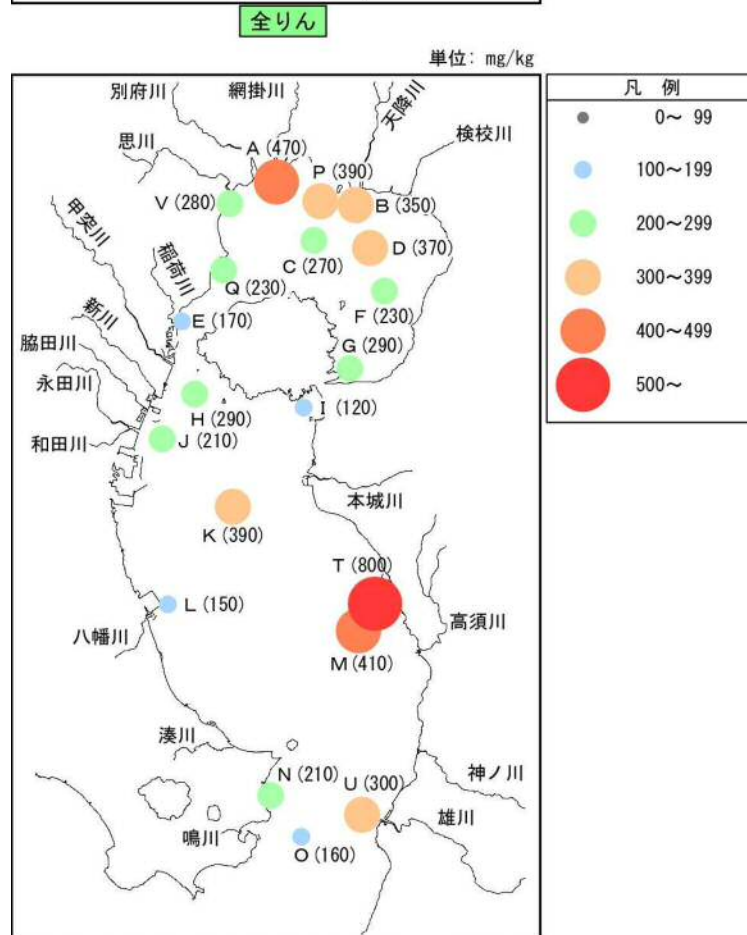 全りん
単位: mg/kg
別府川
網掛川
天降川
検校川
思川
A (470)
P (390)
V (280)
B (350)
甲突川
稲荷川
C (270)
D (370)
Q (230)
F (230)
新川
E (170)
脇田川
G (290)
永田川
H (290)
I (120)
和田川
J (210)
本城川
K (390)
T (800)
L (150)
高須川
八幡川
M (410)
湊川
N (210)
U (300)
神ノ川
鳴川
雄川
O (160)
凡 例
0～ 99
100～199
200～299
300～399
400～499
500～